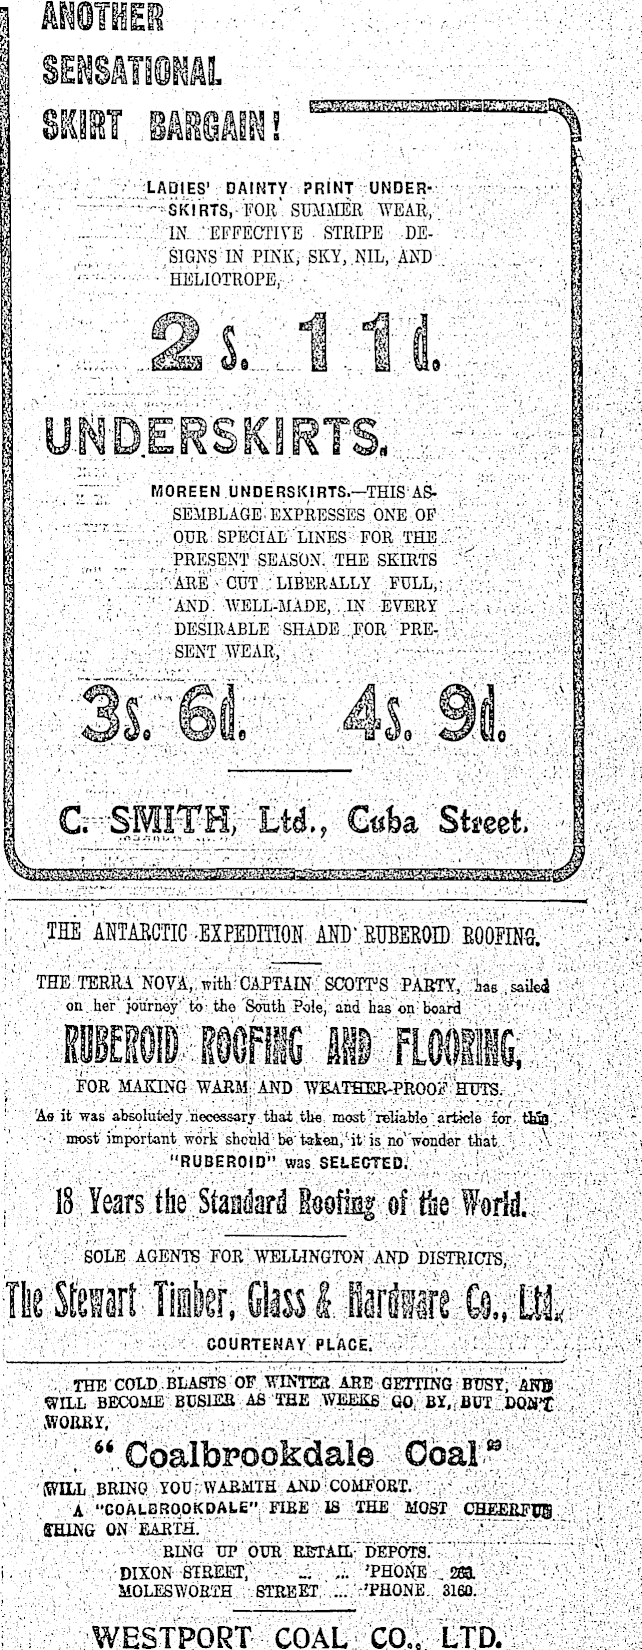 ANOTHER
SENSATIONAL
SKIRT BARGAIN!
LADIES' DAINTY PRINT UNDER-
SKIRTS, FOR SUMMER WEAR,
IN EFFECTIVE STRIPE DE-
SIGNS IN PINK, SKY, NIL, AND
HELIOTROPE,
2s. 11d.
UNDERSKIRTS.
MOREEN UNDERSKIRTS.—THIS AS-
SEMBLAGE EXPRESSES ONE OF
OUR SPECIAL LINES FOR THE
PRESENT SEASON. THE SKIRTS
ARE CUT LIBERALLY FULL,
AND WELL-MADE, IN EVERY
DESIRABLE SHADE FOR PRE-
SENT WEAR,
3s. 6d. 4s. 9d.
C. SMITH, Ltd., Cuba Street.
THE ANTARCTIC EXPEDITION AND RUBEROID ROOFING.
THE TERRA NOVA, with CAPTAIN SCOTT'S PARTY, has sailed
on her journey to the South Pole, and has on board
RUBEROID ROOFING AND FLOORING,
FOR MAKING WARM AND WEATHER-PROOF HUTS.
As it was absolutely necessary that the most reliable article for this
most important work should be taken, it is no wonder that
"RUBEROID" was SELECTED.
18 Years the Standard Roofing of the World.
SOLE AGENTS FOR WELLINGTON AND DISTRICTS,
The Stewart Timber, Glass & Hardware Co., Ltd.,
COURTENAY PLACE.
THE COLD BLASTS OF WINTER ARE GETTING BUSY, AND
WILL BECOME BUSIER AS THE WEEKS GO BY, BUT DON'T
WORRY,
"Coalbrookdale Coal"
WILL BRING YOU WARMTH AND COMFORT.
A "COALBROOKDALE" FIRE IS THE MOST CHEERFUL
THING ON EARTH.
RING UP OUR RETAIL DEPOTS.
DIXON STREET, ... ... 'PHONE
MOLESWORTH STREET ... 'PHONE 3160.
WESTPORT COAL CO., LTD.